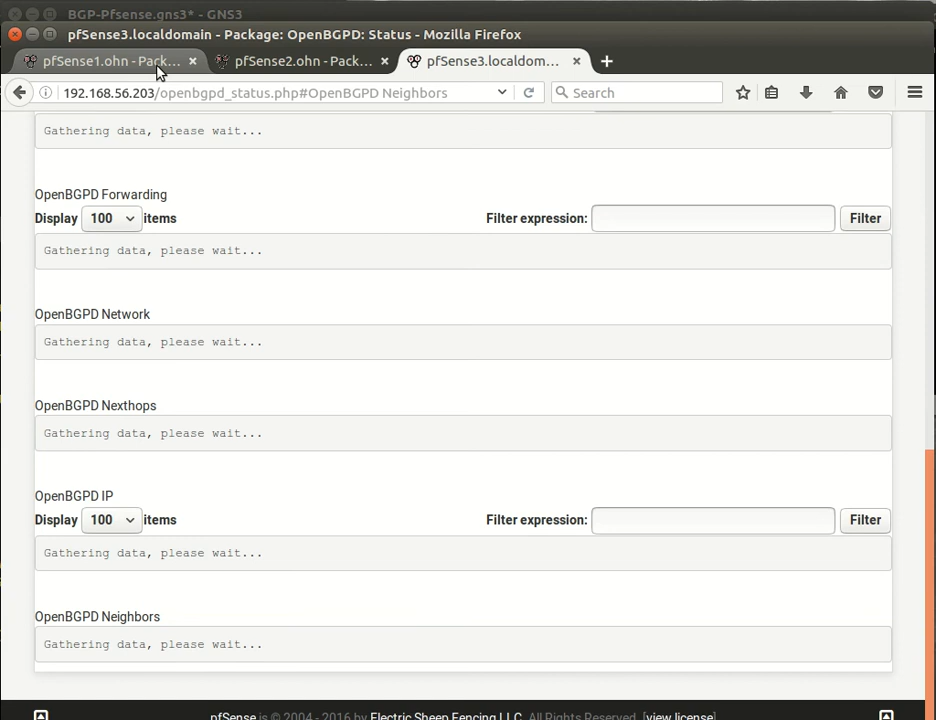 BGP-Pfsense.gns3* - GNS3
pfSense3.localdomain - Package: OpenBGPD: Status - Mozilla Firefox
pfSense1.ohn - Pack... × pfSense2.ohn - Pack... × pfSense3.localdom... × +
192.168.56.203/openbgpd_status.php#OpenBGPD Neighbors Search
Gathering data, please wait...
OpenBGPD Forwarding
Display 100 items Filter expression: Filter
Gathering data, please wait...
OpenBGPD Network
Gathering data, please wait...
OpenBGPD Nexthops
Gathering data, please wait...
OpenBGPD IP
Display 100 items Filter expression: Filter
Gathering data, please wait...
OpenBGPD Neighbors
Gathering data, please wait...
pfSense is © 2004 - 2016 by Electric Sheep Fencing LLC. All Rights Reserved. [view license]